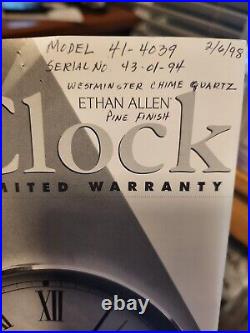 MODEL 41-4039 2/6/98
SERIAL NO. 43-01-94
WESTMINSTER CHIME QUARTZ
ETHAN ALLEN
PINE FINISH
Clock
LIMITED WARRANTY
XII